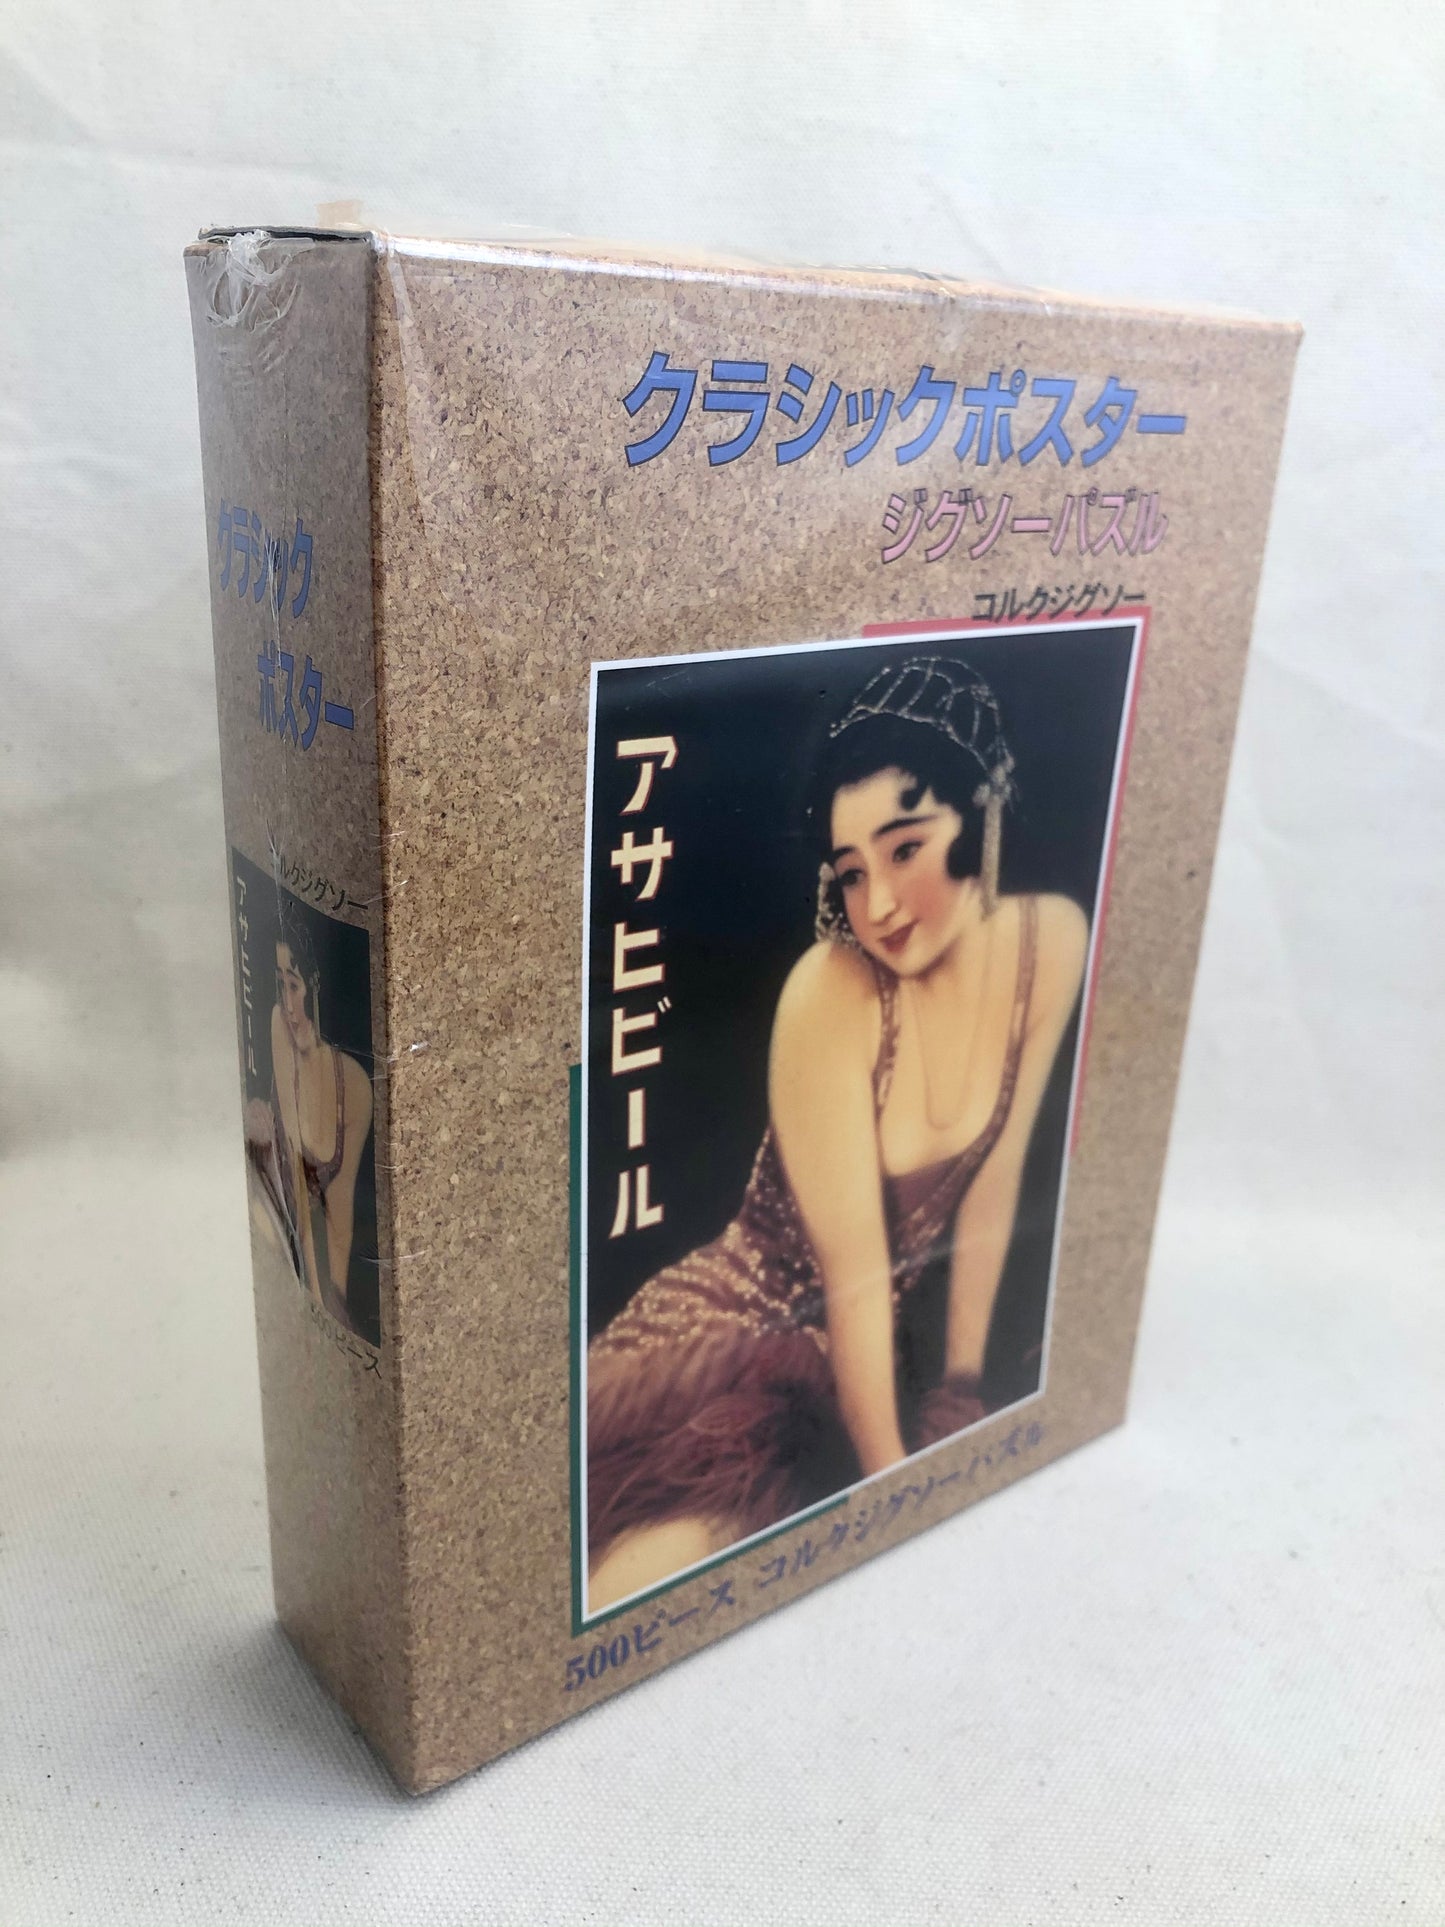 クラシックポスター
ジグソーパズル
コルクジグソー
アサヒビール
500ピース コルクジグソーパズル
クラシック
ポスター
コルクジグソー
アサヒビール
500ピース